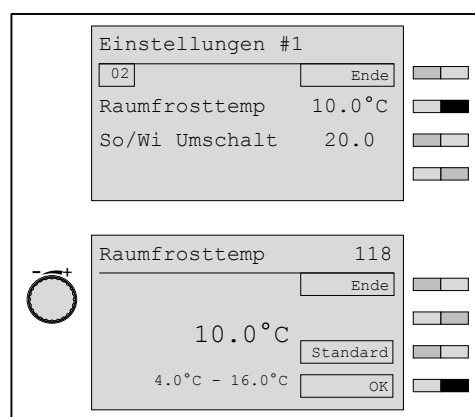 Einstellungen #1
02 Ende
Raumfrosttemp 10.0°C
So/Wi Umschalt 20.0
Raumfrosttemp 118
Ende
- +
10.0°C
Standard
4.0°C - 16.0°C OK